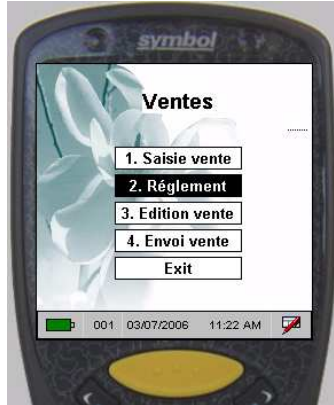 symbol
Ventes
1. Saisie vente
2. Réglement
3. Edition vente
4. Envoi vente
Exit
001 03/07/2006 11:22 AM